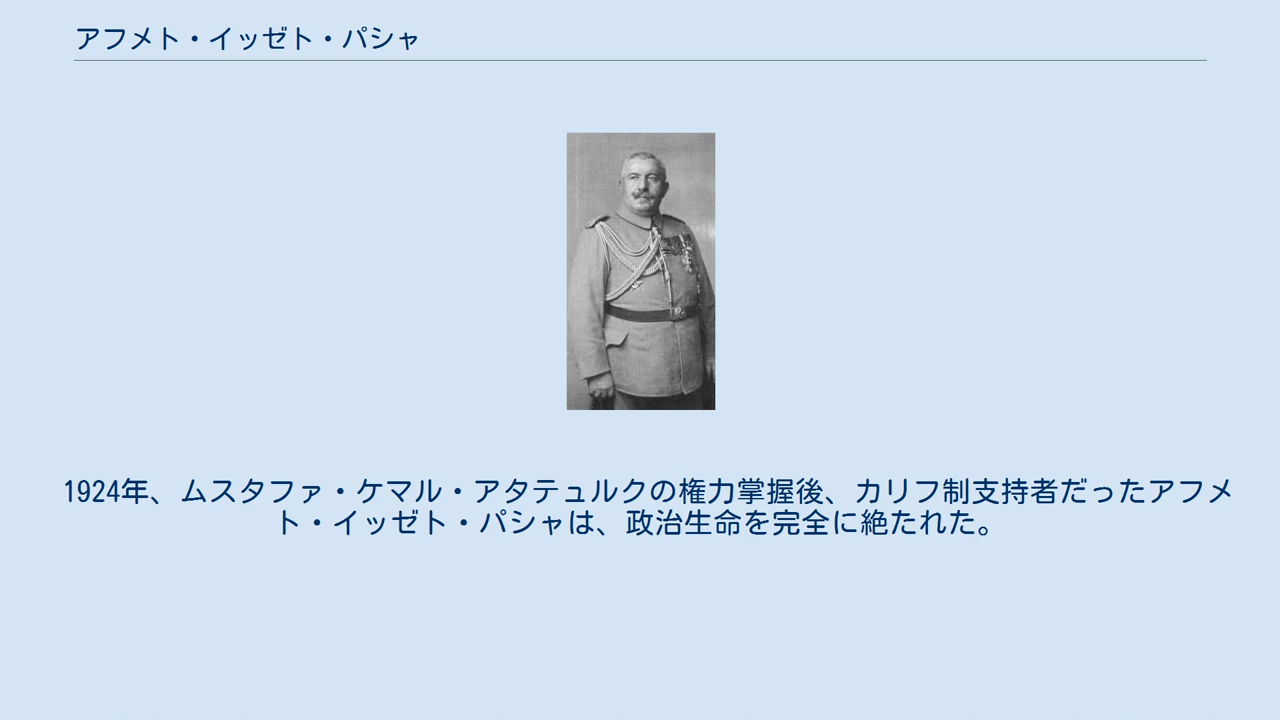 アフメト・イッゼト・パシャ
1924年、ムスタファ・ケマル・アタテュルクの権力掌握後、カリフ制支持者だったアフメ
ト・イッゼト・パシャは、政治生命を完全に絶たれた。